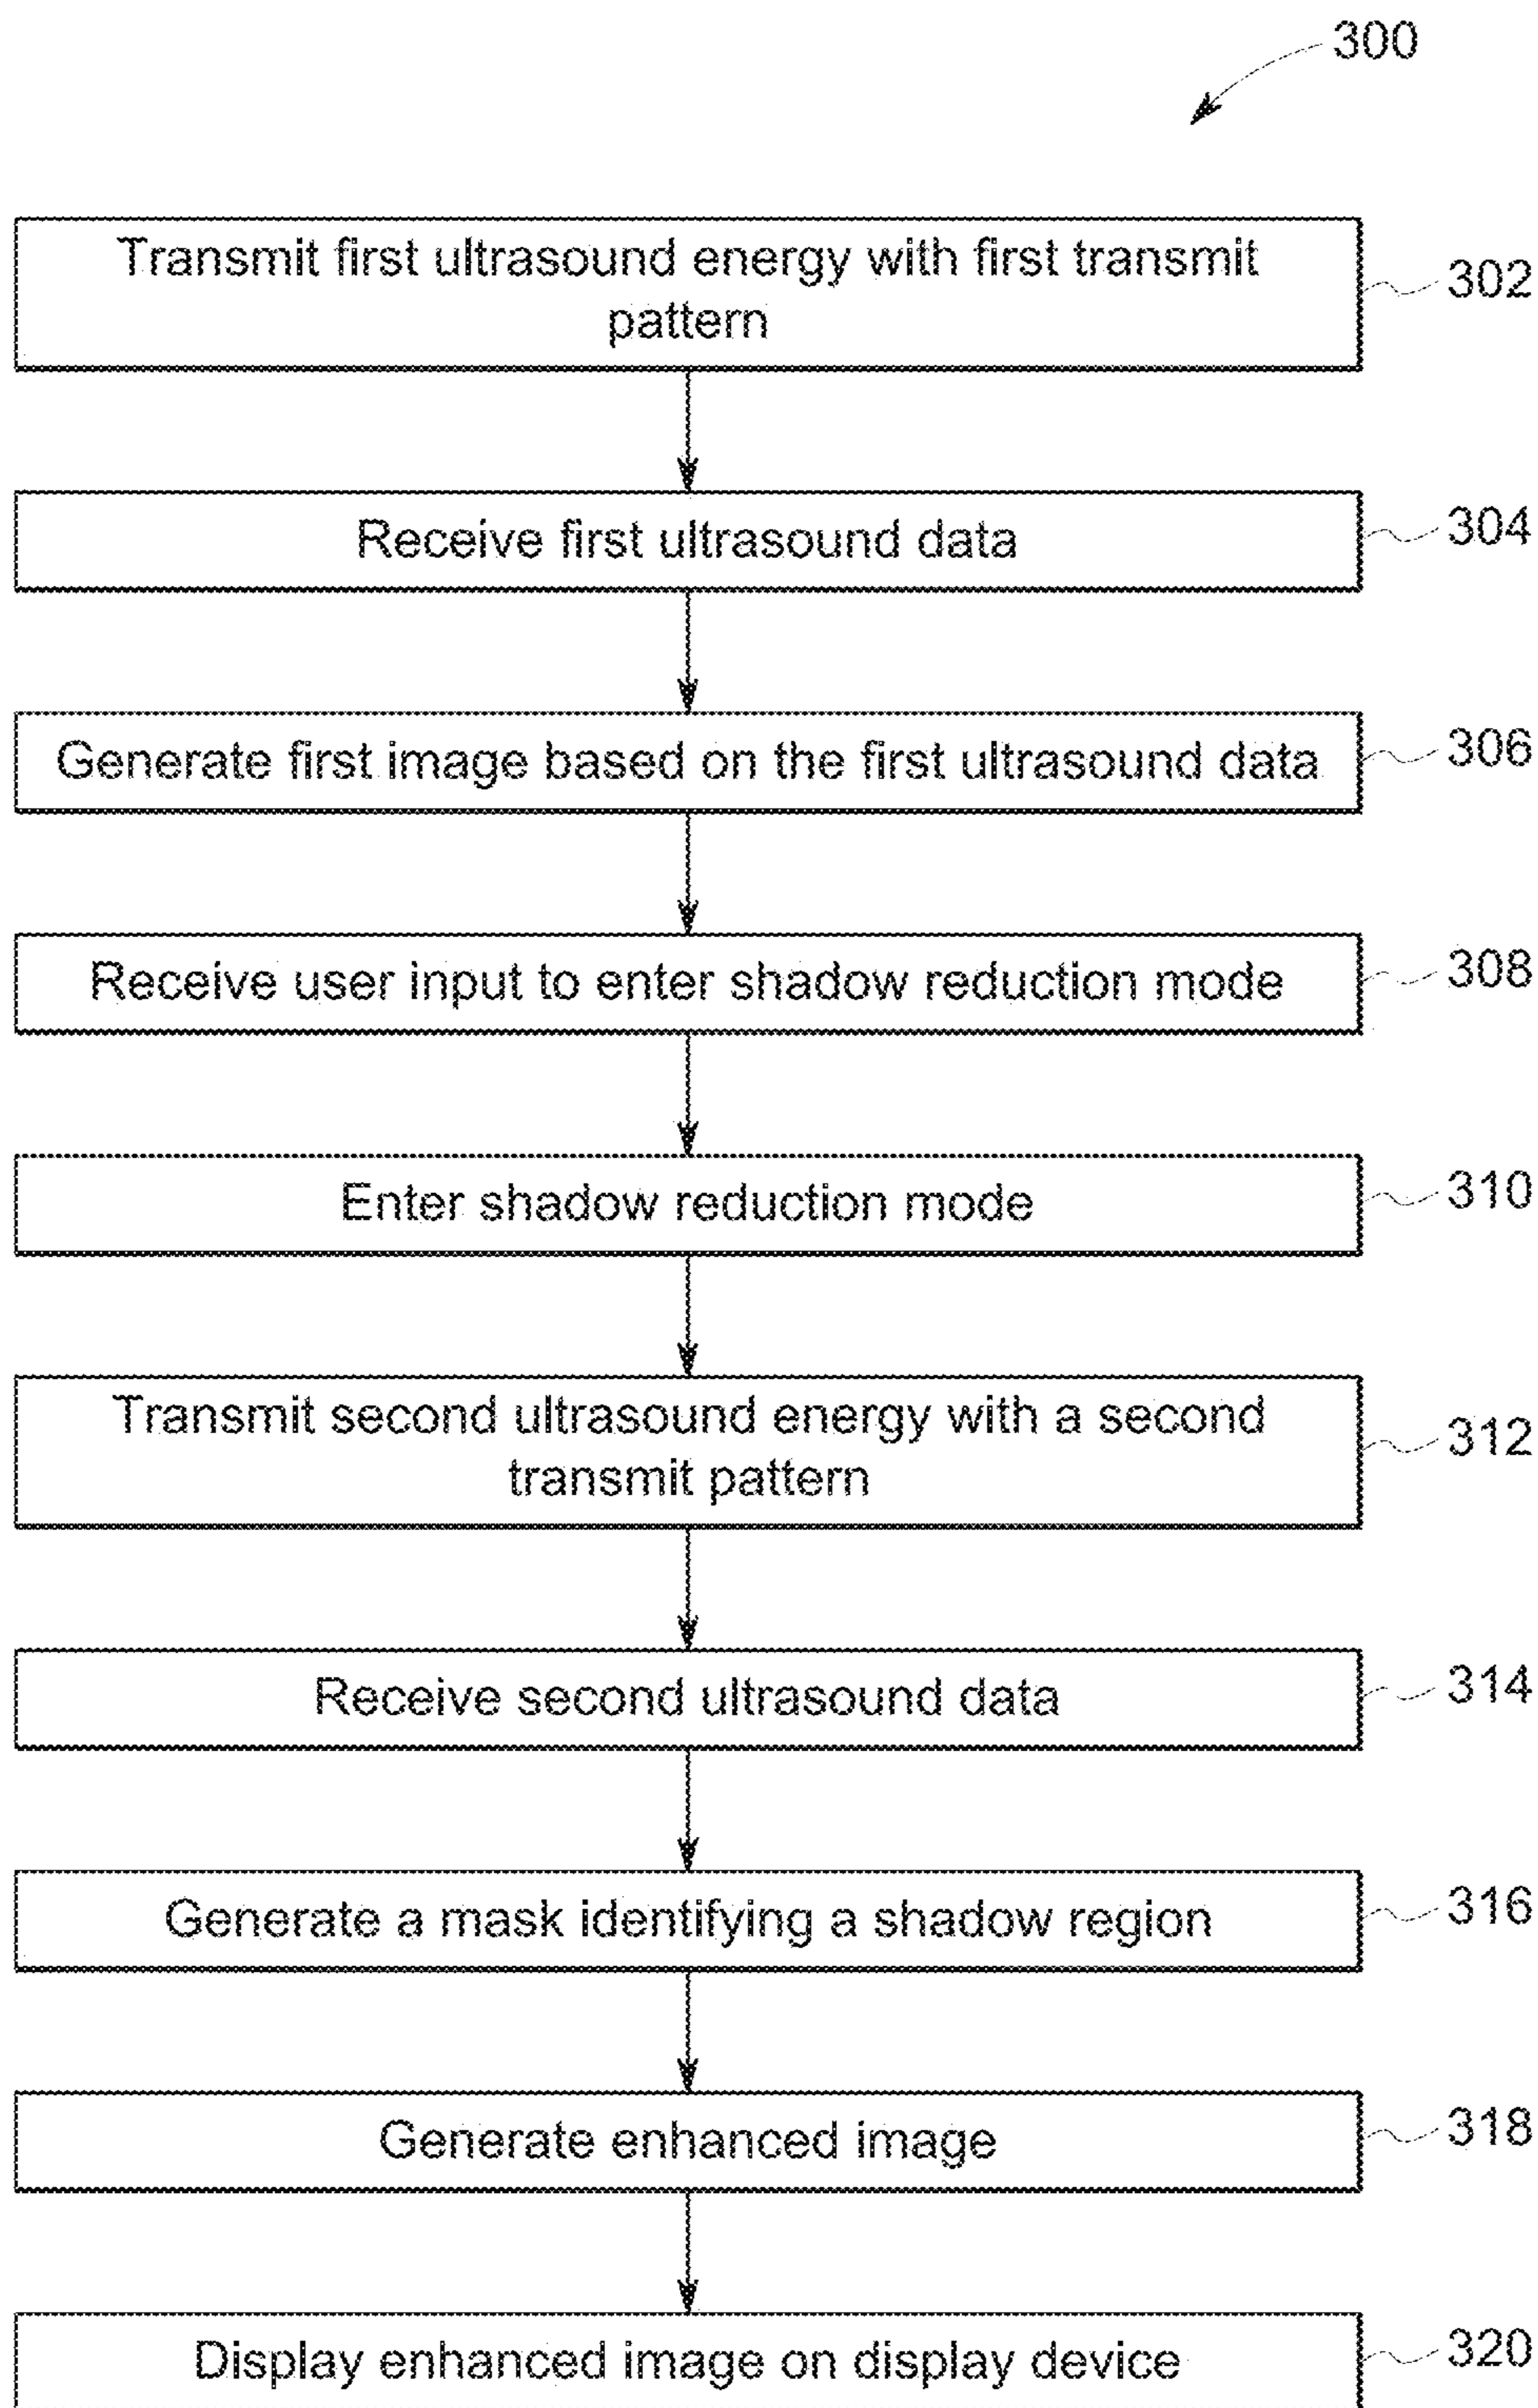 300
Transmit first ultrasound energy with first transmit
pattern
302
Receive first ultrasound data
304
Generate first image based on the first ultrasound data
306
Receive user input to enter shadow reduction mode
308
Enter shadow reduction mode
310
Transmit second ultrasound energy with a second
transmit pattern
312
Receive second ultrasound data
314
Generate a mask identifying a shadow region
316
Generate enhanced image
318
Display enhanced image on display device
320